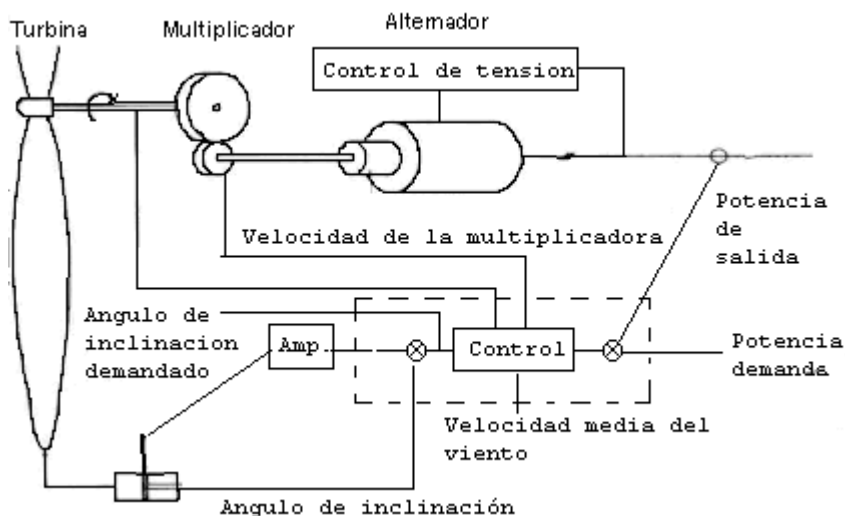 Turbina
Multiplicador
Alternador
Control de tension
Potencia
de
salida
Velocidad de la multiplicadora
Angulo de
inclinacion
demandado
Amp
Control
Potencia
demanda
Velocidad media del
viento
Angulo de inclinación